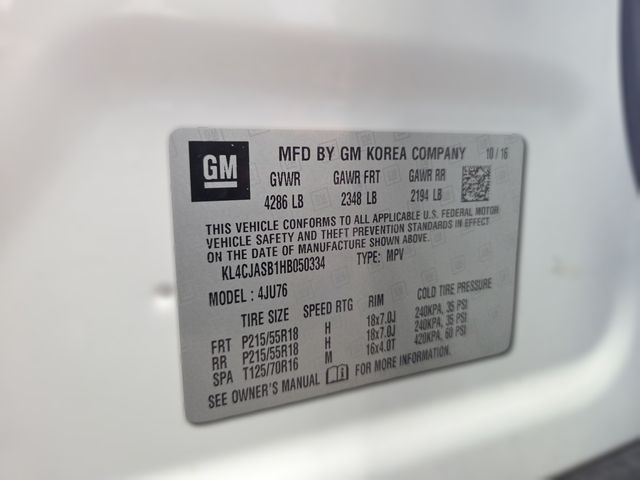 GM MFD BY GM KOREA COMPANY 10 / 16
GVWR GAWR FRT GAWR RR
4286 LB 2348 LB 2194 LB
THIS VEHICLE CONFORMS TO ALL APPLICABLE U.S. FEDERAL MOTOR
VEHICLE SAFETY AND THEFT PREVENTION STANDARDS IN EFFECT
ON THE DATE OF MANUFACTURE SHOWN ABOVE.
KL4CJASB1HB050334 TYPE: MPV
MODEL : 4JU76
TIRE SIZE SPEED RTG RIM COLD TIRE PRESSURE
FRT P215/55R18 H 18x7.0J 240KPA, 35 PSI
RR P215/55R18 H 18x7.0J 240KPA, 35 PSI
SPA T125/70R16 M 16x4.0T 420KPA, 60 PSI
SEE OWNER'S MANUAL FOR MORE INFORMATION